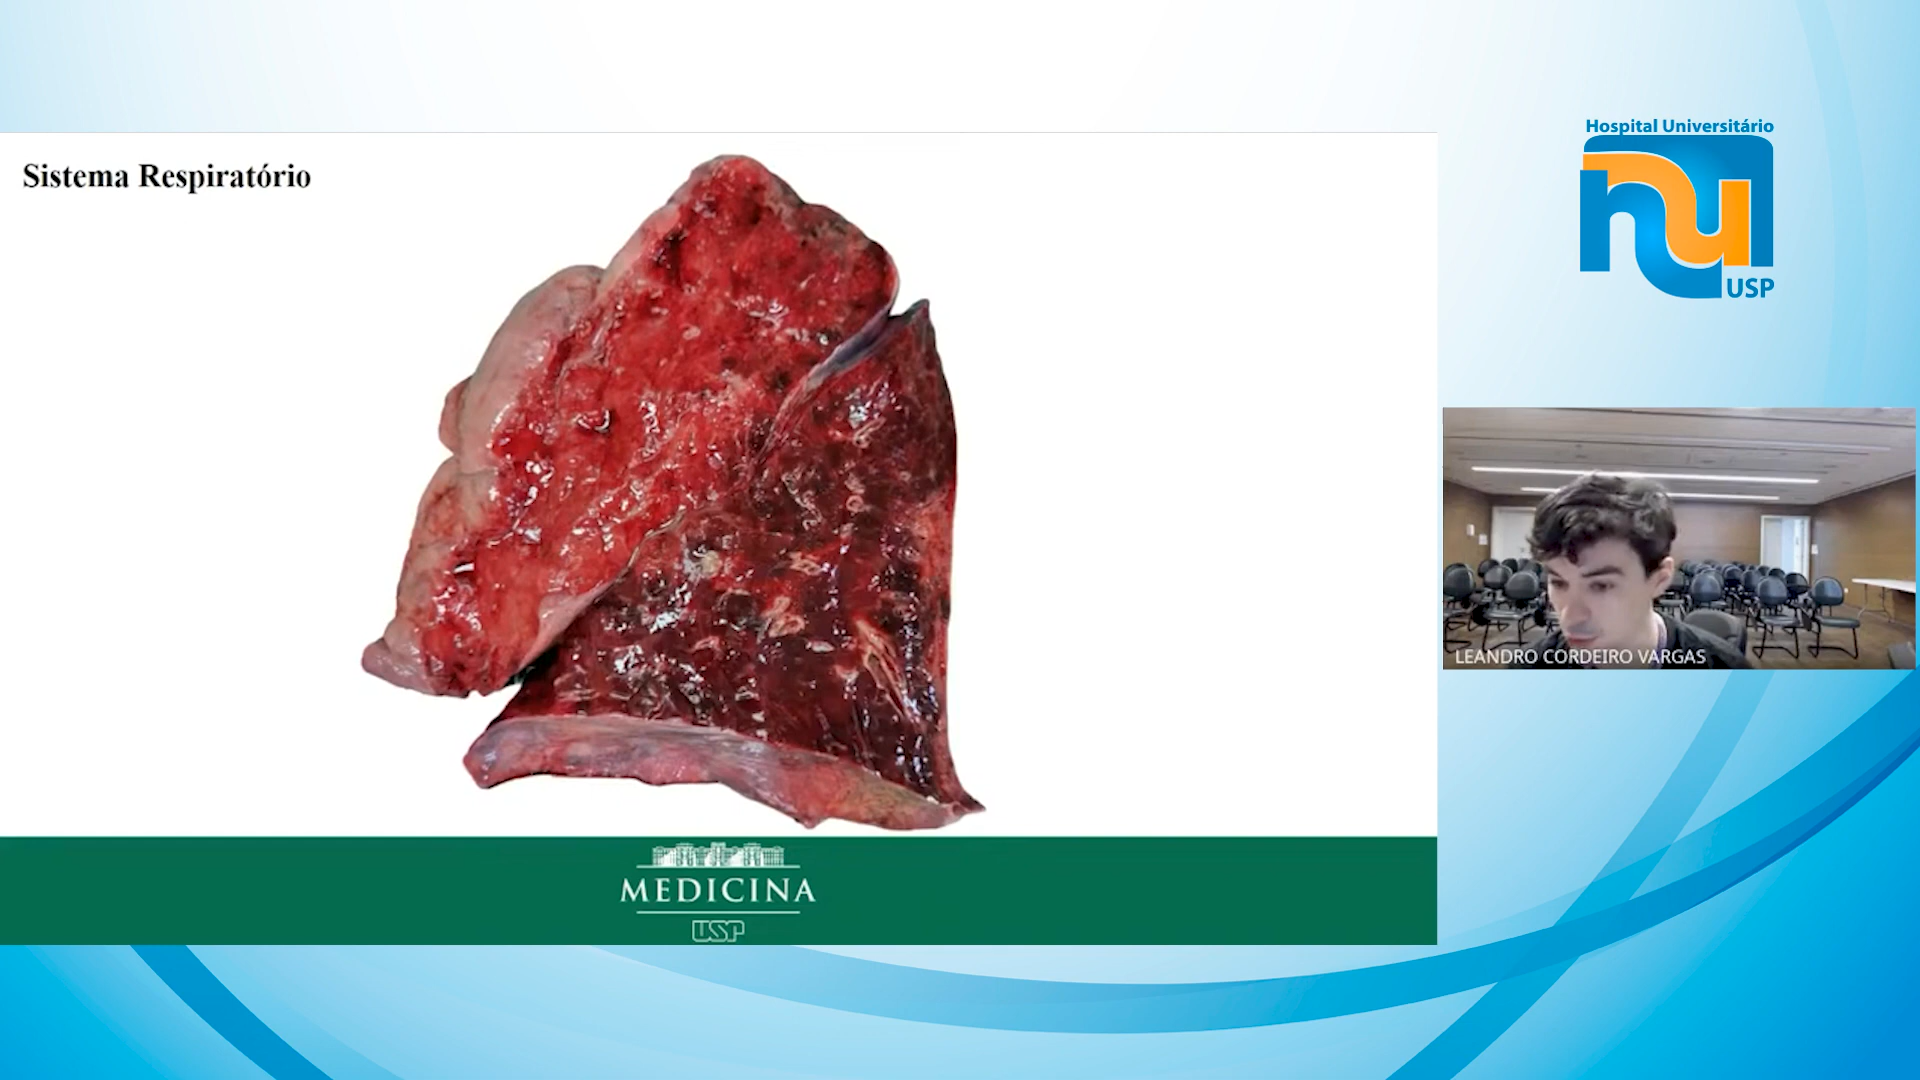 Sistema Respiratório
Hospital Universitário
hu
USP
LEANDRO CORDEIRO VARGAS
MEDICINA
USP